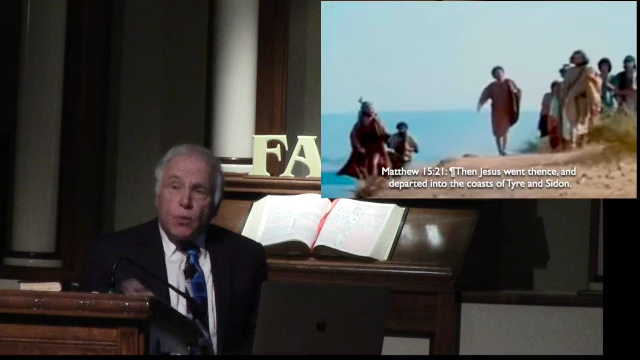 Matthew 15:21: ¶Then Jesus went thence, and
departed into the coasts of Tyre and Sidon.
FA